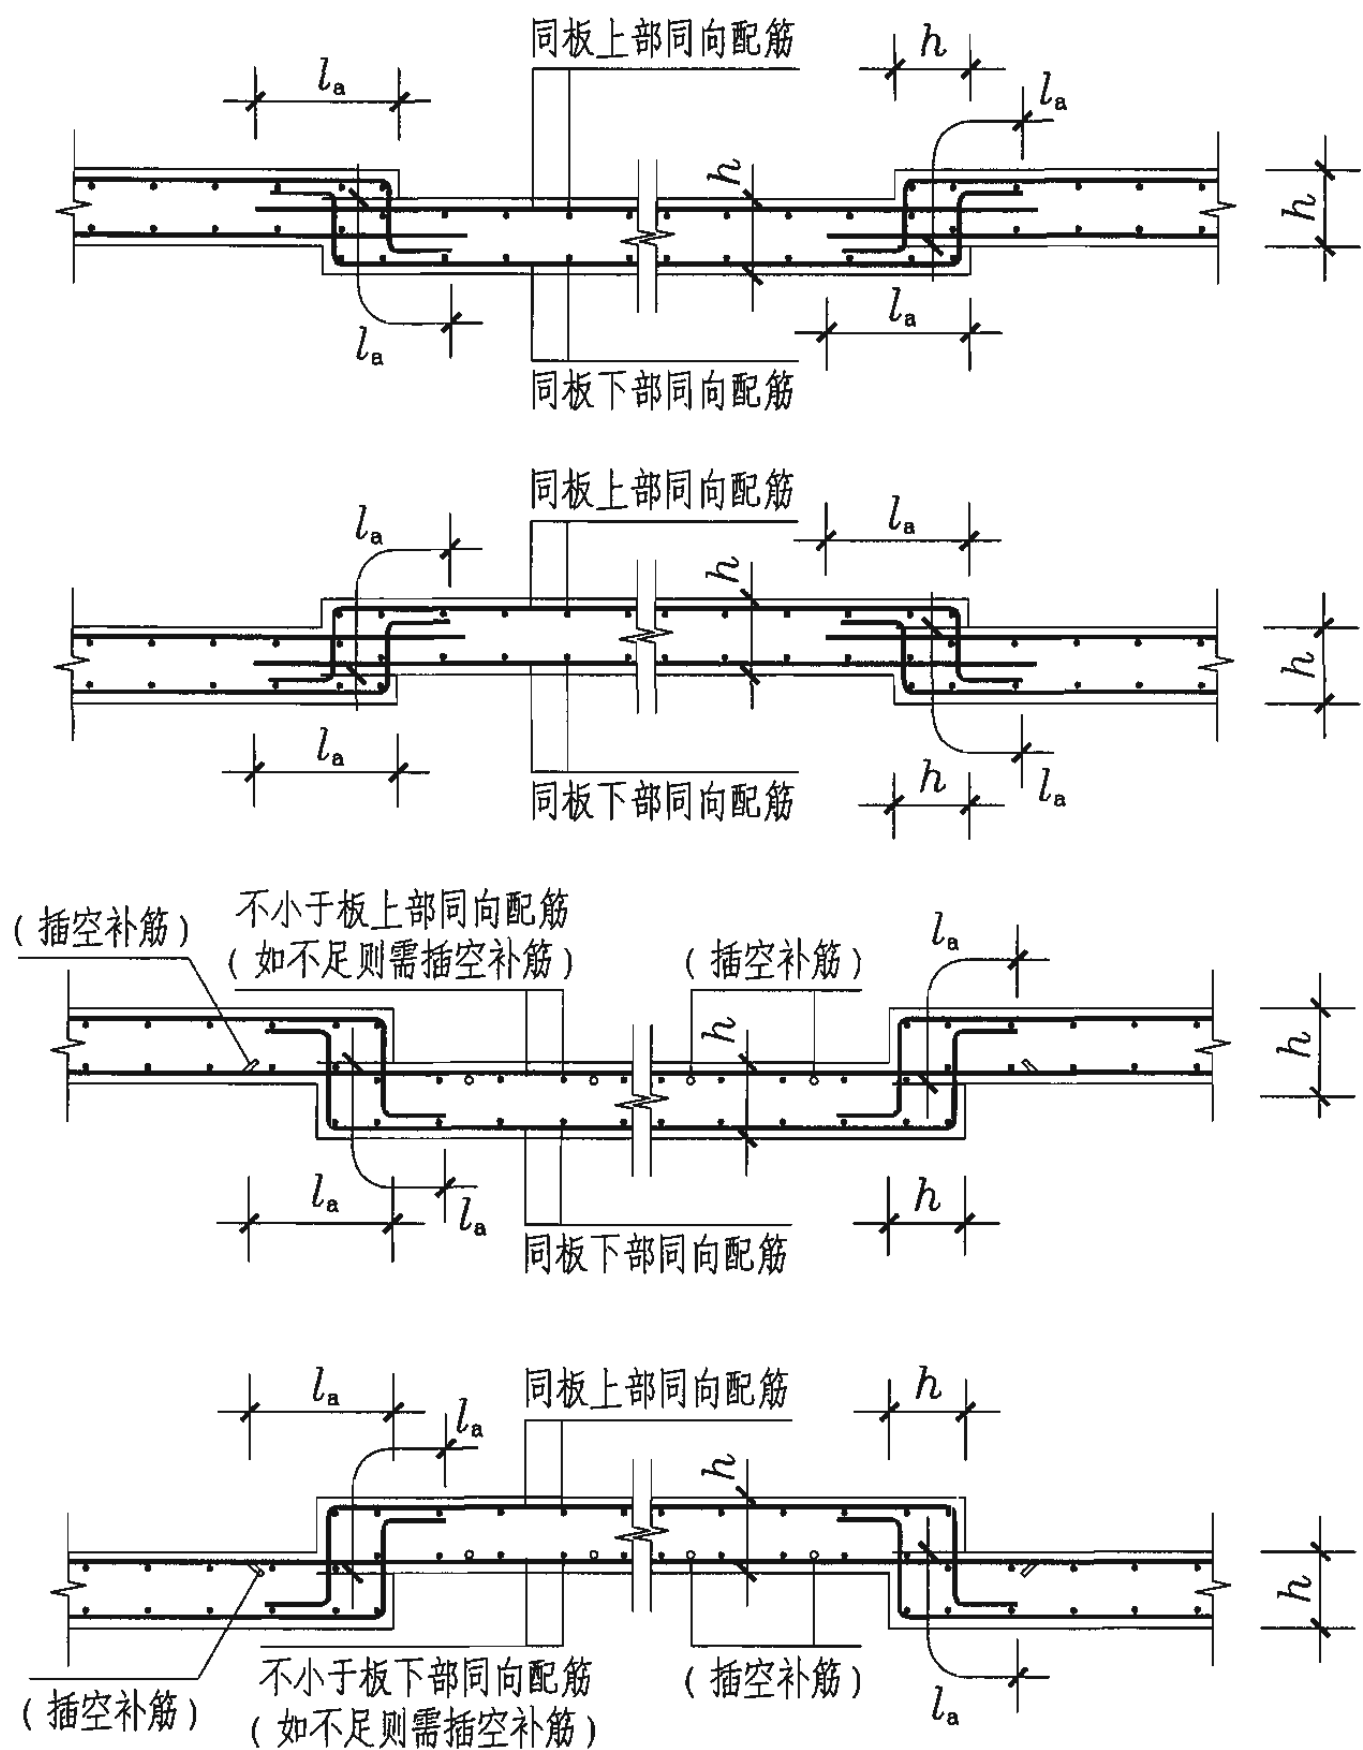 同板上部同向配筋
h
la
la
h
h
la
la
同板下部同向配筋
同板上部同向配筋
la
la
h
h
la
h
la
同板下部同向配筋
不小于板上部同向配筋
(插空补筋)
(如不足则需插空补筋)
(插空补筋)
la
h
h
la
la
h
同板下部同向配筋
la
同板上部同向配筋
h
la
h
h
不小于板下部同向配筋
(插空补筋)
(插空补筋)
(如不足则需插空补筋)
la